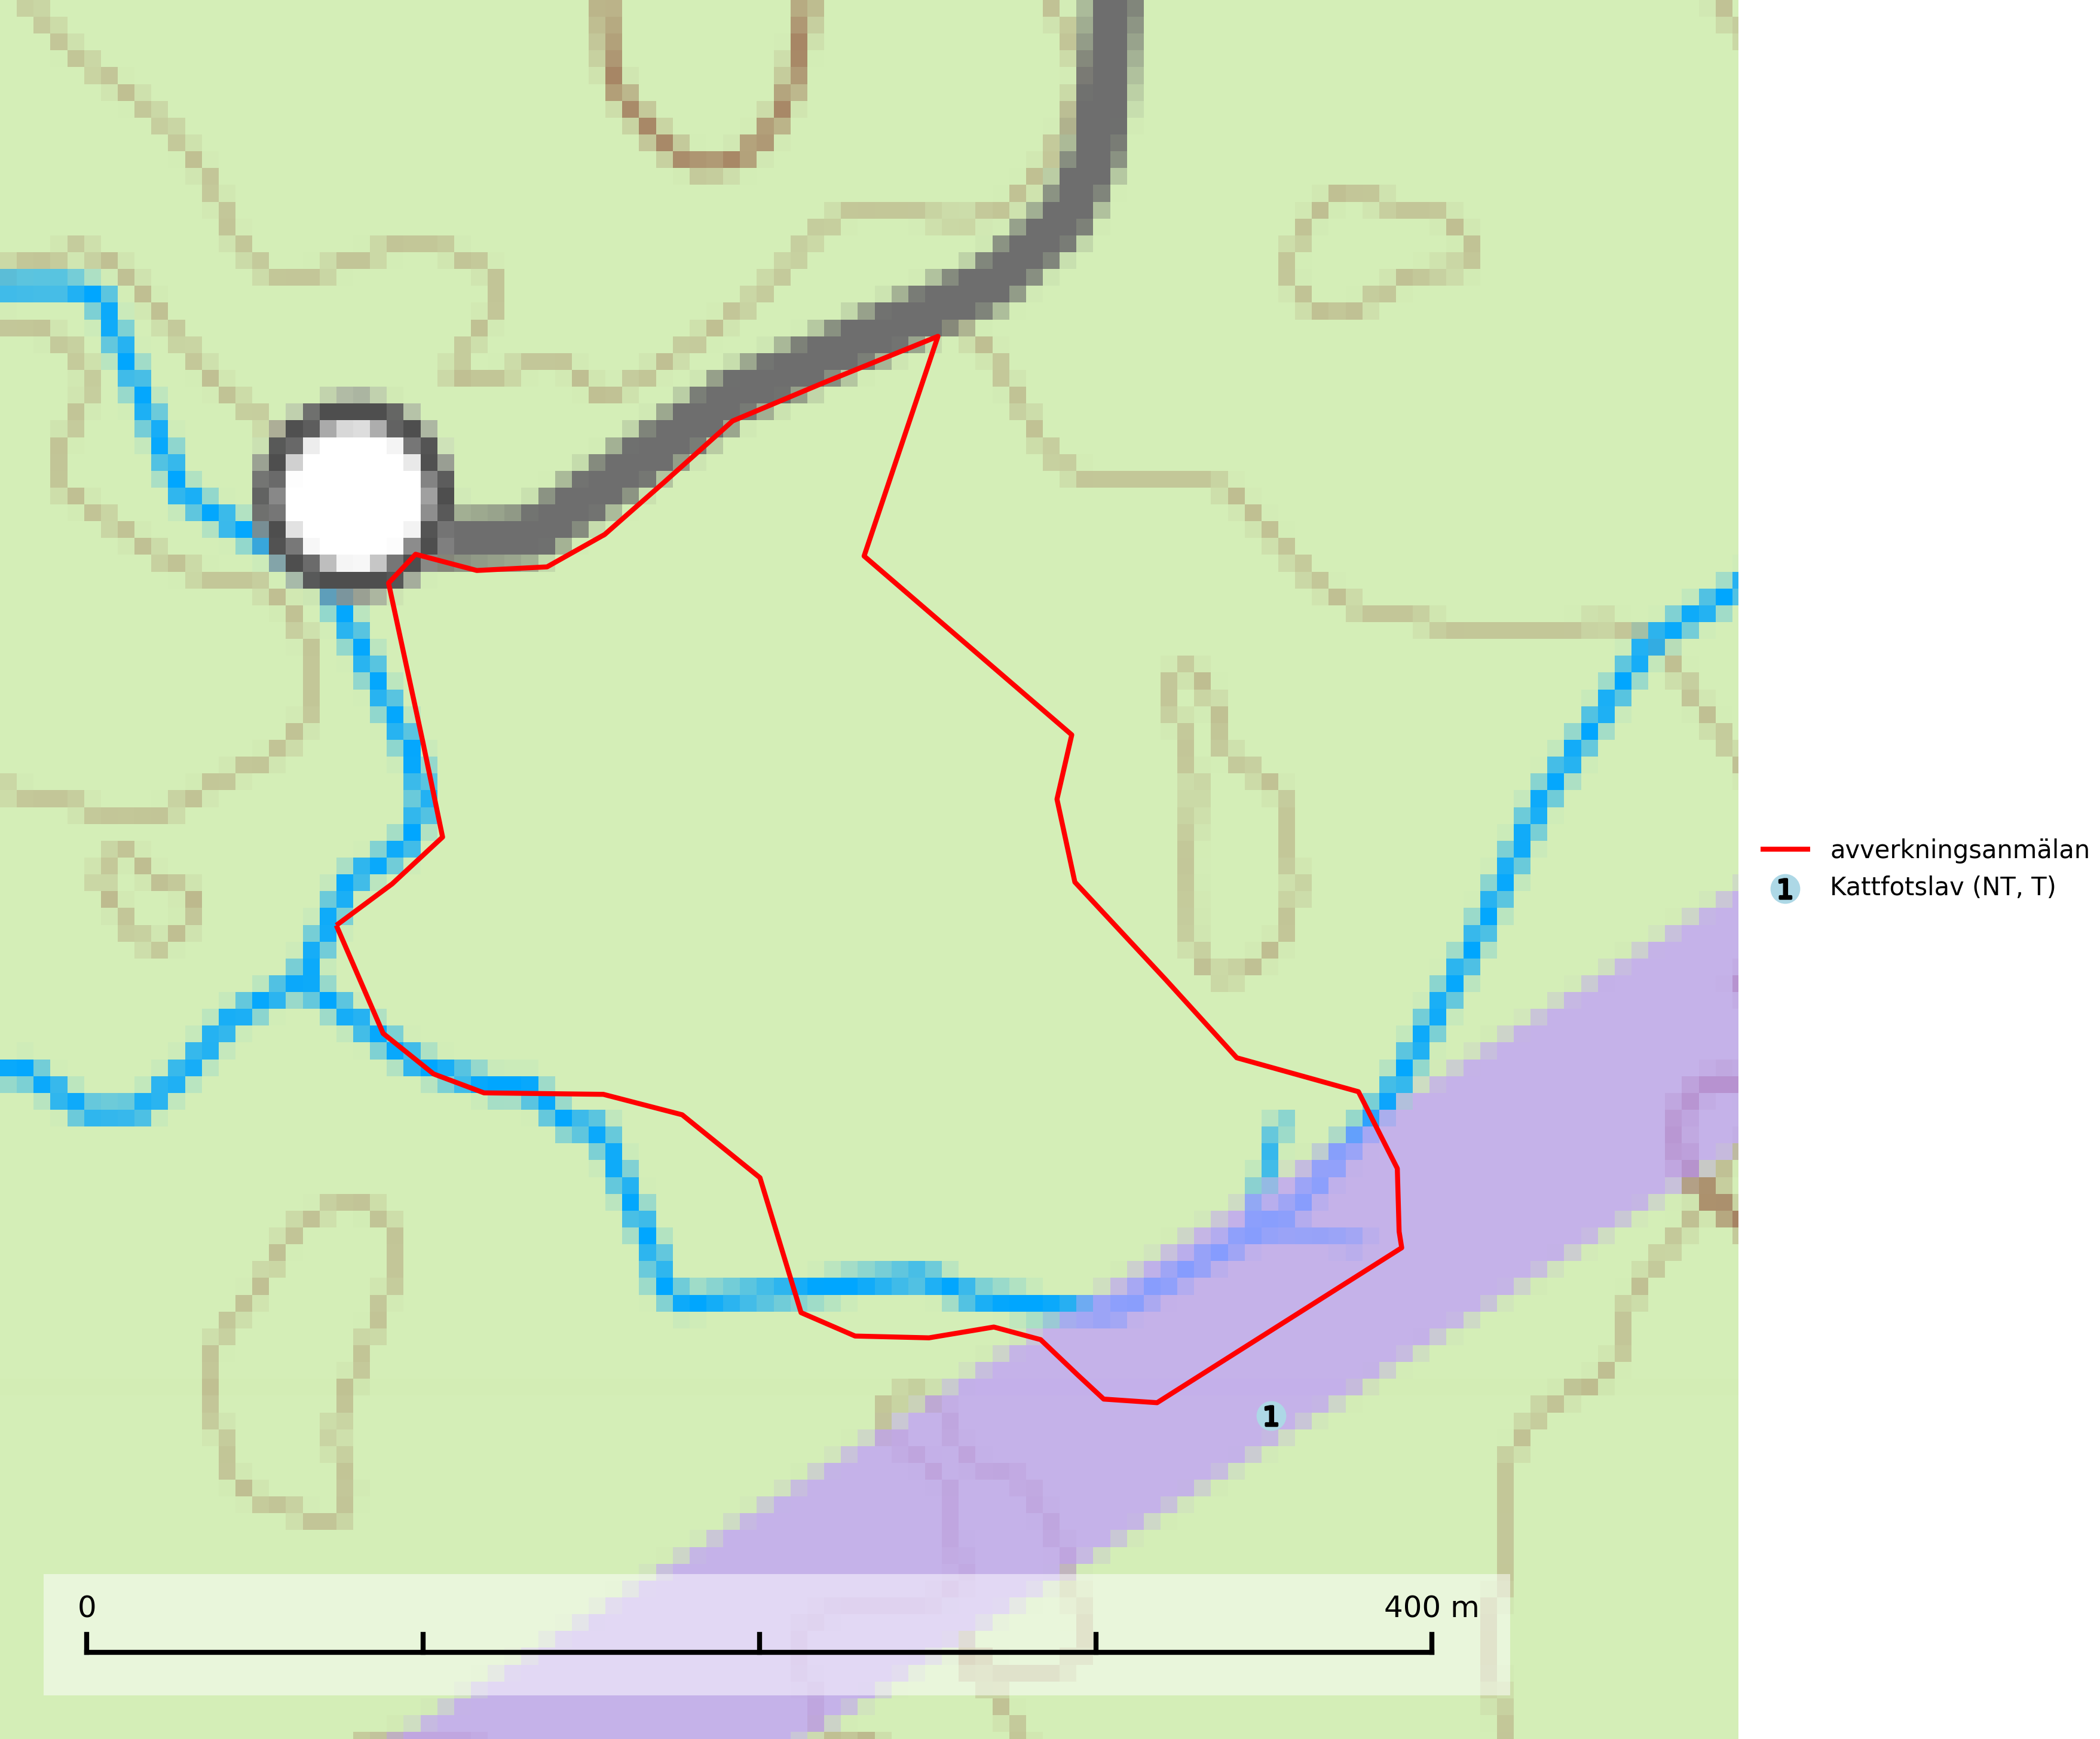 avverkningsanmälan
1 Kattfotslav (NT, T)
1
0 400 m